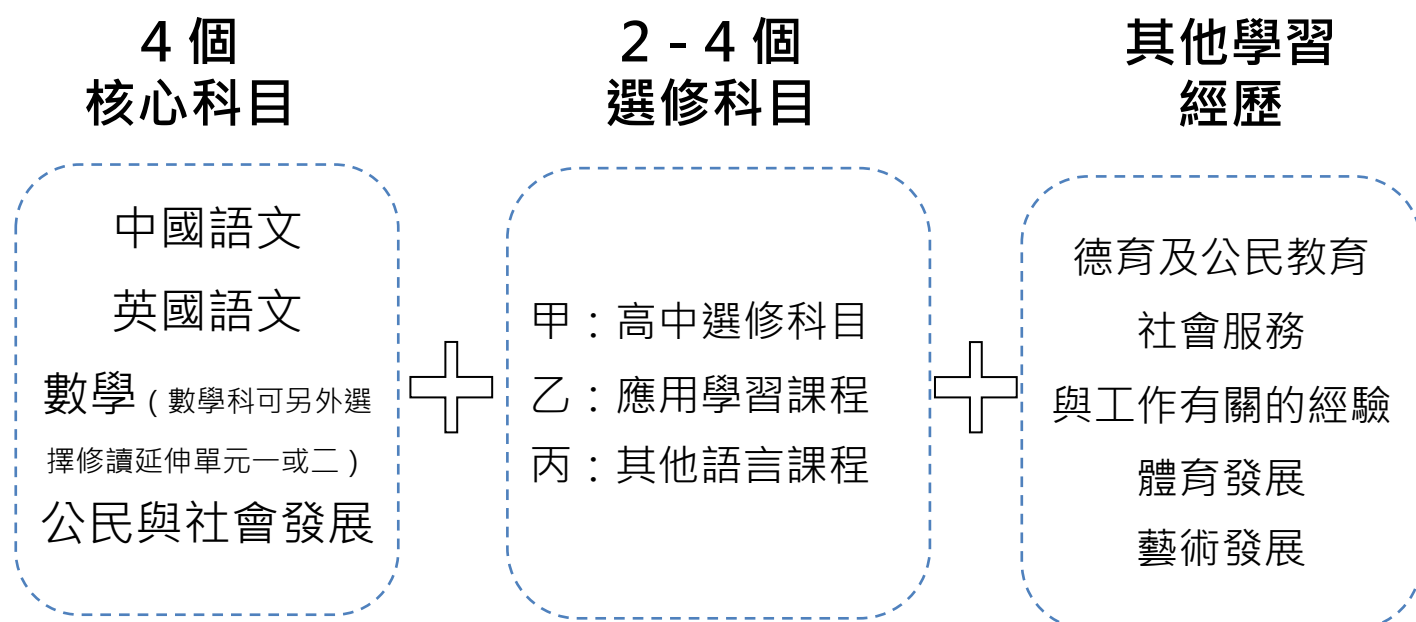 4 個
核心科目
中國語文
英國語文
數學 ( 數學科可另外選
擇修讀延伸單元一或二 )
公民與社會發展
2 - 4 個
選修科目
甲：高中選修科目
乙：應用學習課程
丙：其他語言課程
其他學習
經歷
德育及公民教育
社會服務
與工作有關的經驗
體育發展
藝術發展